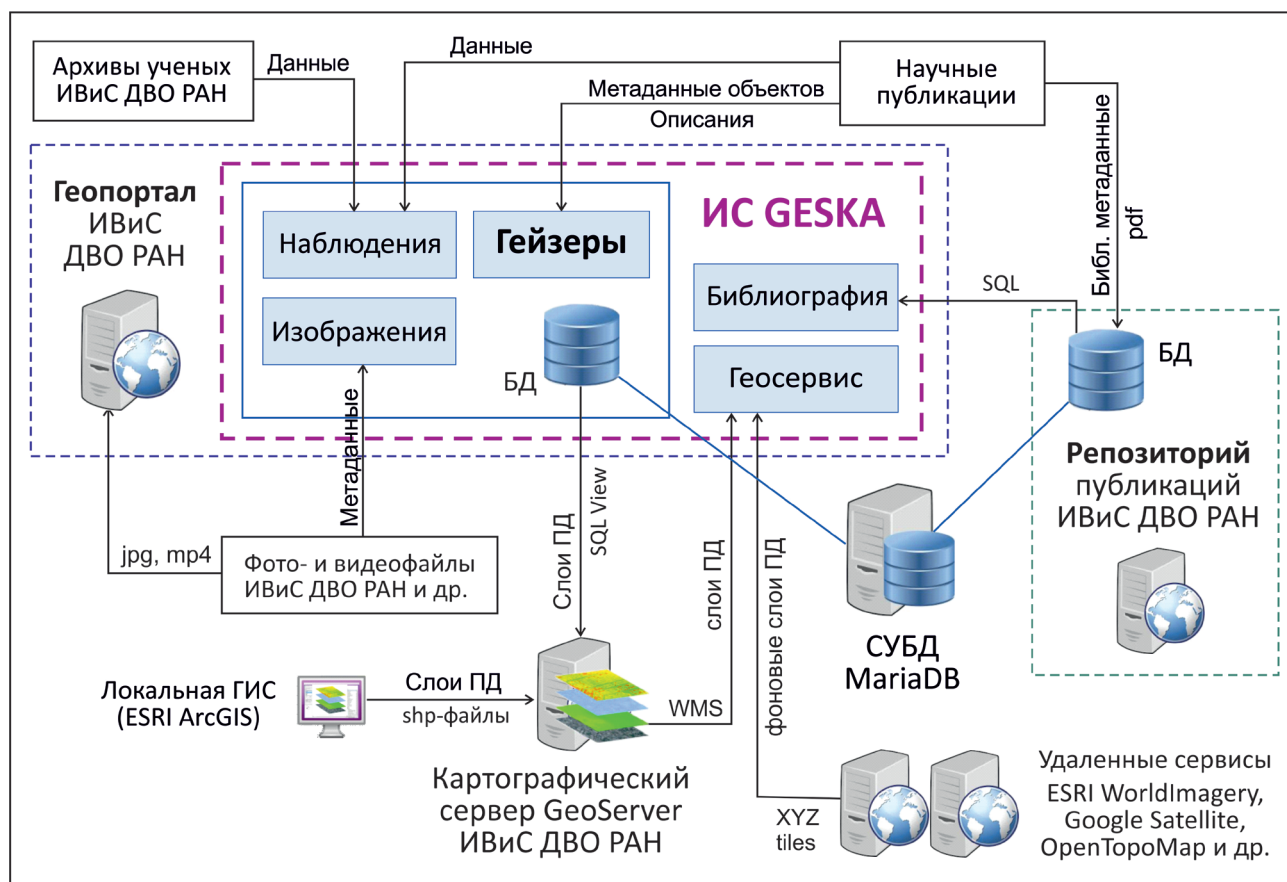 Архивы ученых
ИВиС ДВО РАН
Данные
Данные
Научные
публикации
Метаданные объектов
Описания
Библ. метаданные
pdf
Геопортал
ИВиС
ДВО РАН
ИС GESKA
Наблюдения
Гейзеры
Изображения
БД
Библиография
Геосервис
SQL
БД
Репозиторий
публикаций
ИВиС ДВО РАН
Метаданные
jpg, mp4
Фото- и видеофайлы
ИВиС ДВО РАН и др.
Слои ПД
SQL View
слои ПД
фоновые слои ПД
СУБД
MariaDB
Локальная ГИС
(ESRI ArcGIS)
Слои ПД
shp-файлы
WMS
Картографический
сервер GeoServer
ИВиС ДВО РАН
XYZ
tiles
Удаленные сервисы
ESRI WorldImagery,
Google Satellite,
OpenTopoMap и др.